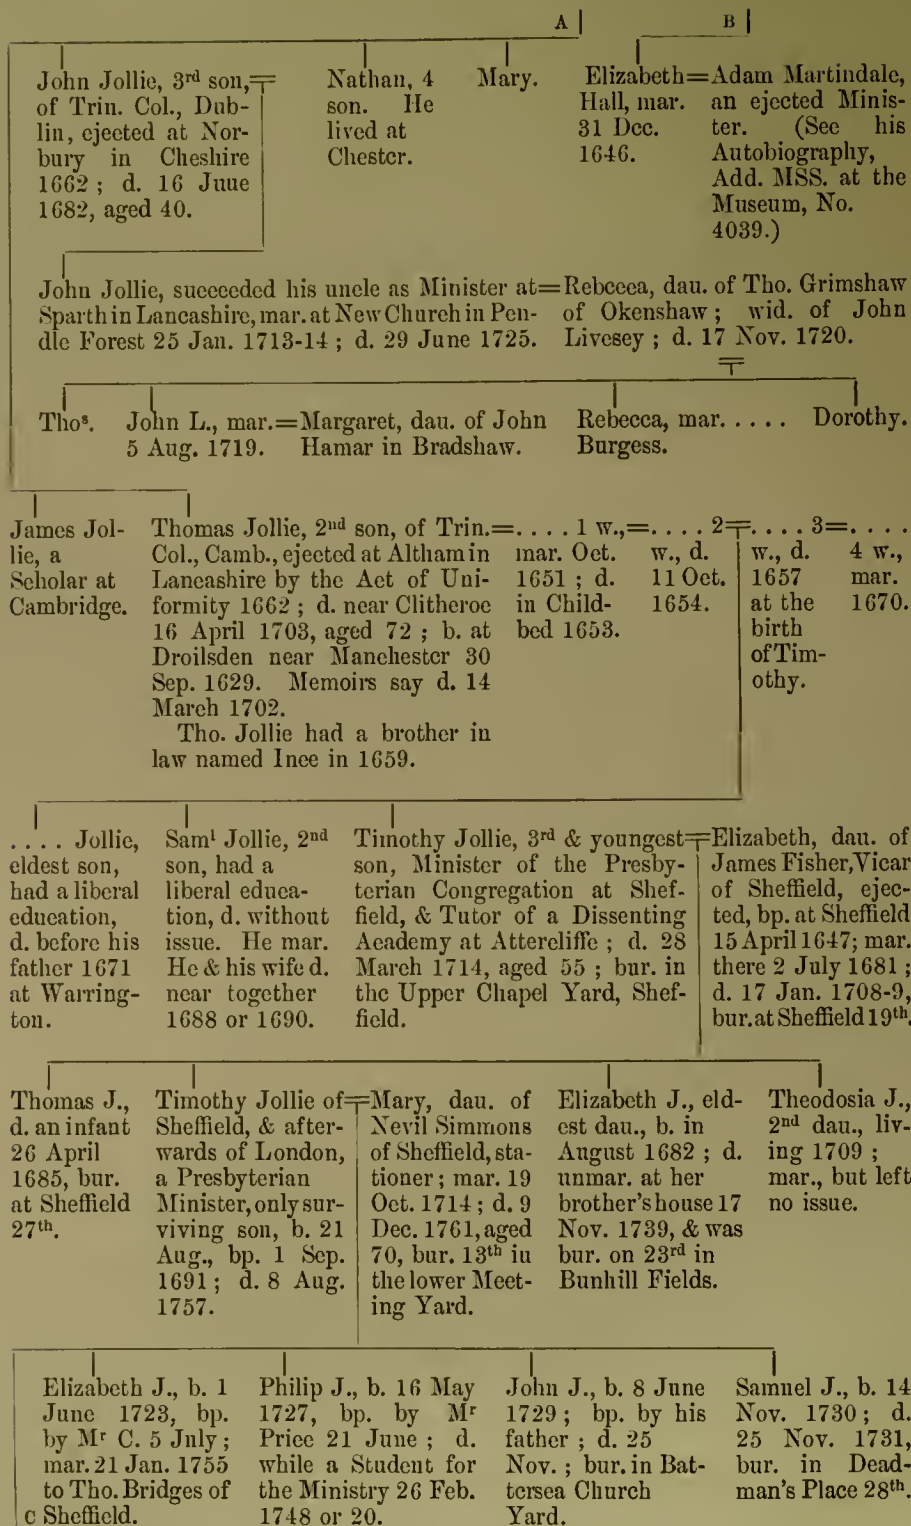 A B
John Jollie, 3rd son,
of Trin. Col., Dub-
lin, ejected at Nor-
bury in Cheshire
1662 ; d. 16 June
1682, aged 40.
Nathan, 4
son. He
lived at
Chester.
Mary.
Elizabeth=
Hall, mar.
31 Dec.
1646.
Adam Martindale,
an ejected Minis-
ter. (See his
Autobiography,
Add. MSS. at the
Museum, No.
4039.)
John Jollie, succeeded his uncle as Minister at=
Sparth in Lancashire, mar. at New Church in Pen-
dle Forest 25 Jan. 1713-14 ; d. 29 June 1725.
Rebecca, dau. of Tho. Grimshaw
of Okenshaw ; wid. of John
Livesey ; d. 17 Nov. 1720.
Thos.
John L., mar.=
5 Aug. 1719.
Margaret, dau. of John
Hamar in Bradshaw.
Rebecca, mar. . . . .
Burgess.
Dorothy.
James Jol-
lie, a
Scholar at
Cambridge.
Thomas Jollie, 2nd son, of Trin.=
Col., Camb., ejected at Altham in
Lancashire by the Act of Uni-
formity 1662 ; d. near Clitheroe
16 April 1703, aged 72 ; b. at
Droilsden near Manchester 30
Sep. 1629. Memoirs say d. 14
March 1702.
Tho. Jollie had a brother in
law named Ince in 1659.
. . . . 1 w.,=
mar. Oct.
1651 ; d.
in Child-
bed 1653.
. . . . 2
w., d.
11 Oct.
1654.
. . . . 3=
w., d.
1657
at the
birth
of Tim-
othy.
. . . .
4 w.,
mar.
1670.
. . . . Jollie,
eldest son,
had a liberal
education,
d. before his
father 1671
at Warring-
ton.
Saml Jollie, 2nd
son, had a
liberal educa-
tion, d. without
issue. He mar.
He & his wife d.
near together
1688 or 1690.
Timothy Jollie, 3rd & youngest
son, Minister of the Presby-
terian Congregation at Shef-
field, & Tutor of a Dissenting
Academy at Attercliffe ; d. 28
March 1714, aged 55 ; bur. in
the Upper Chapel Yard, Shef-
field.
Elizabeth, dau. of
James Fisher, Vicar
of Sheffield, ejec-
ted, bp. at Sheffield
15 April 1647; mar.
there 2 July 1681 ;
d. 17 Jan. 1708-9,
bur. at Sheffield 19th.
Thomas J.,
d. an infant
26 April
1685, bur.
at Sheffield
27th.
Timothy Jollie of
Sheffield, & after-
wards of London,
a Presbyterian
Minister, only sur-
viving son, b. 21
Aug., bp. 1 Sep.
1691; d. 8 Aug.
1757.
Mary, dau. of
Nevil Simmons
of Sheffield, sta-
tioner ; mar. 19
Oct. 1714 ; d. 9
Dec. 1761, aged
70, bur. 13th in
the lower Meet-
ing Yard.
Elizabeth J., eld-
est dau., b. in
August 1682 ; d.
unmar. at her
brother's house 17
Nov. 1739, & was
bur. on 23rd in
Bunhill Fields.
Theodosia J.,
2nd dau., liv-
ing 1709 ;
mar., but left
no issue.
Elizabeth J., b. 1
June 1723, bp.
by Mr C. 5 July ;
mar. 21 Jan. 1755
to Tho. Bridges of
c Sheffield.
Philip J., b. 16 May
1727, bp. by Mr
Price 21 June ; d.
while a Student for
the Ministry 26 Feb.
1748 or 20.
John J., b. 8 June
1729 ; bp. by his
father ; d. 25
Nov. ; bur. in Bat-
tersea Church
Yard.
Samuel J., b. 14
Nov. 1730 ; d.
25 Nov. 1731,
bur. in Dead-
man's Place 28th.